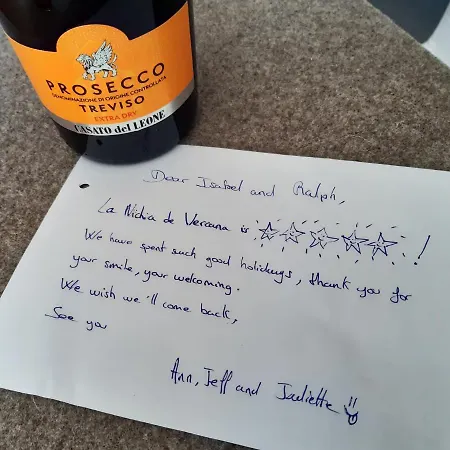 PROSECCO
DENOMINAZIONE DI ORIGINE CONTROLLATA
TREVISO
EXTRA DRY
CASATO del LEONE
Dear Isabel and Ralph,
La Nidia de Vercana is ☆☆☆☆☆ !
We have spent such good holidays, thank you for
your smile, your welcoming.
We wish we'll come back,
See you
Ann, Jeff and Juliette